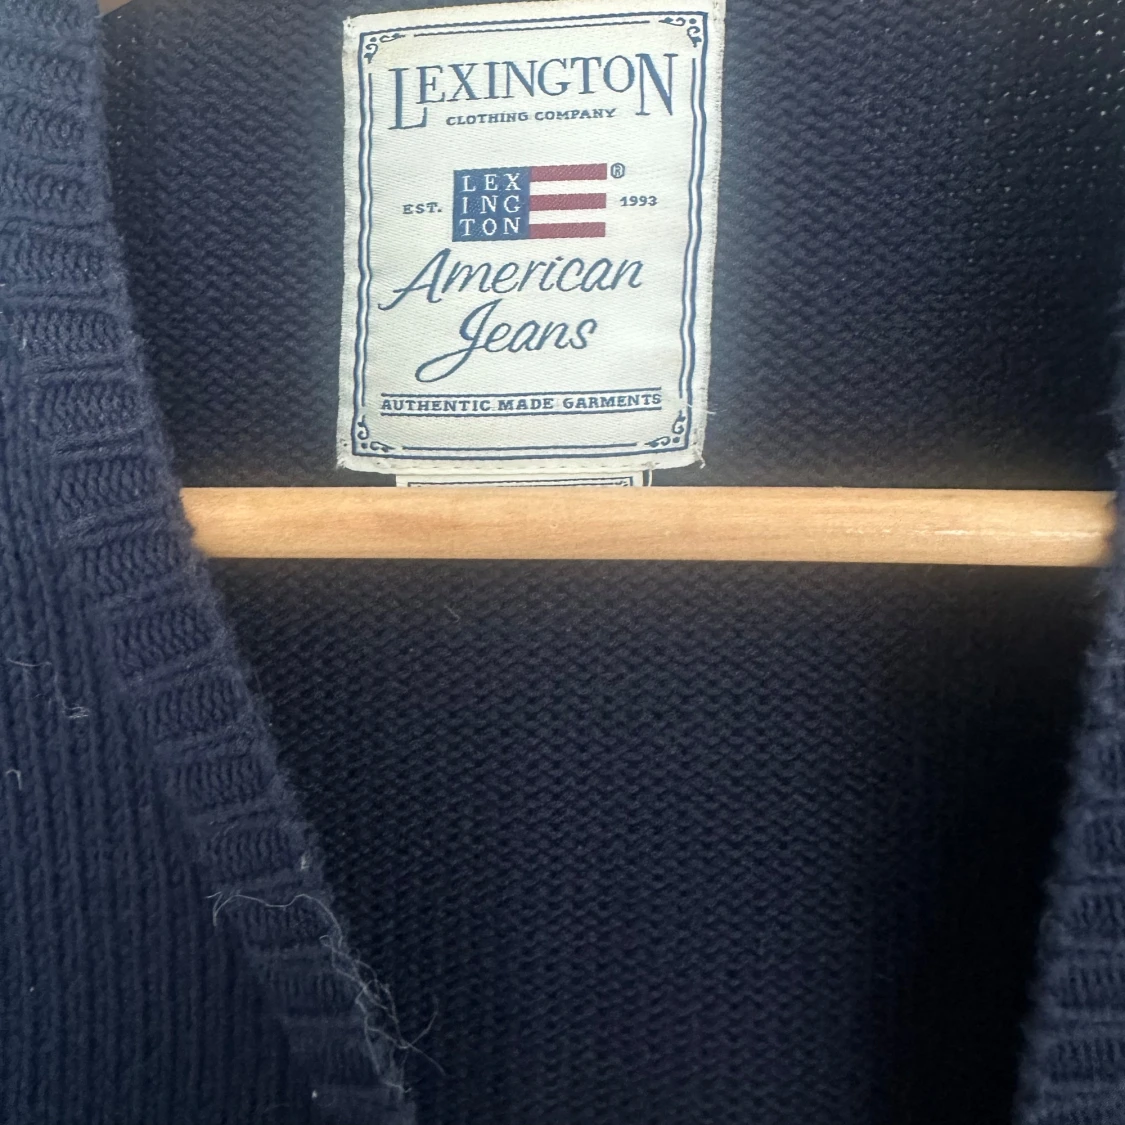 LEXINGTON
CLOTHING COMPANY
LEX
ING
TON
®
EST.
1993
American
Jeans
AUTHENTIC MADE GARMENTS